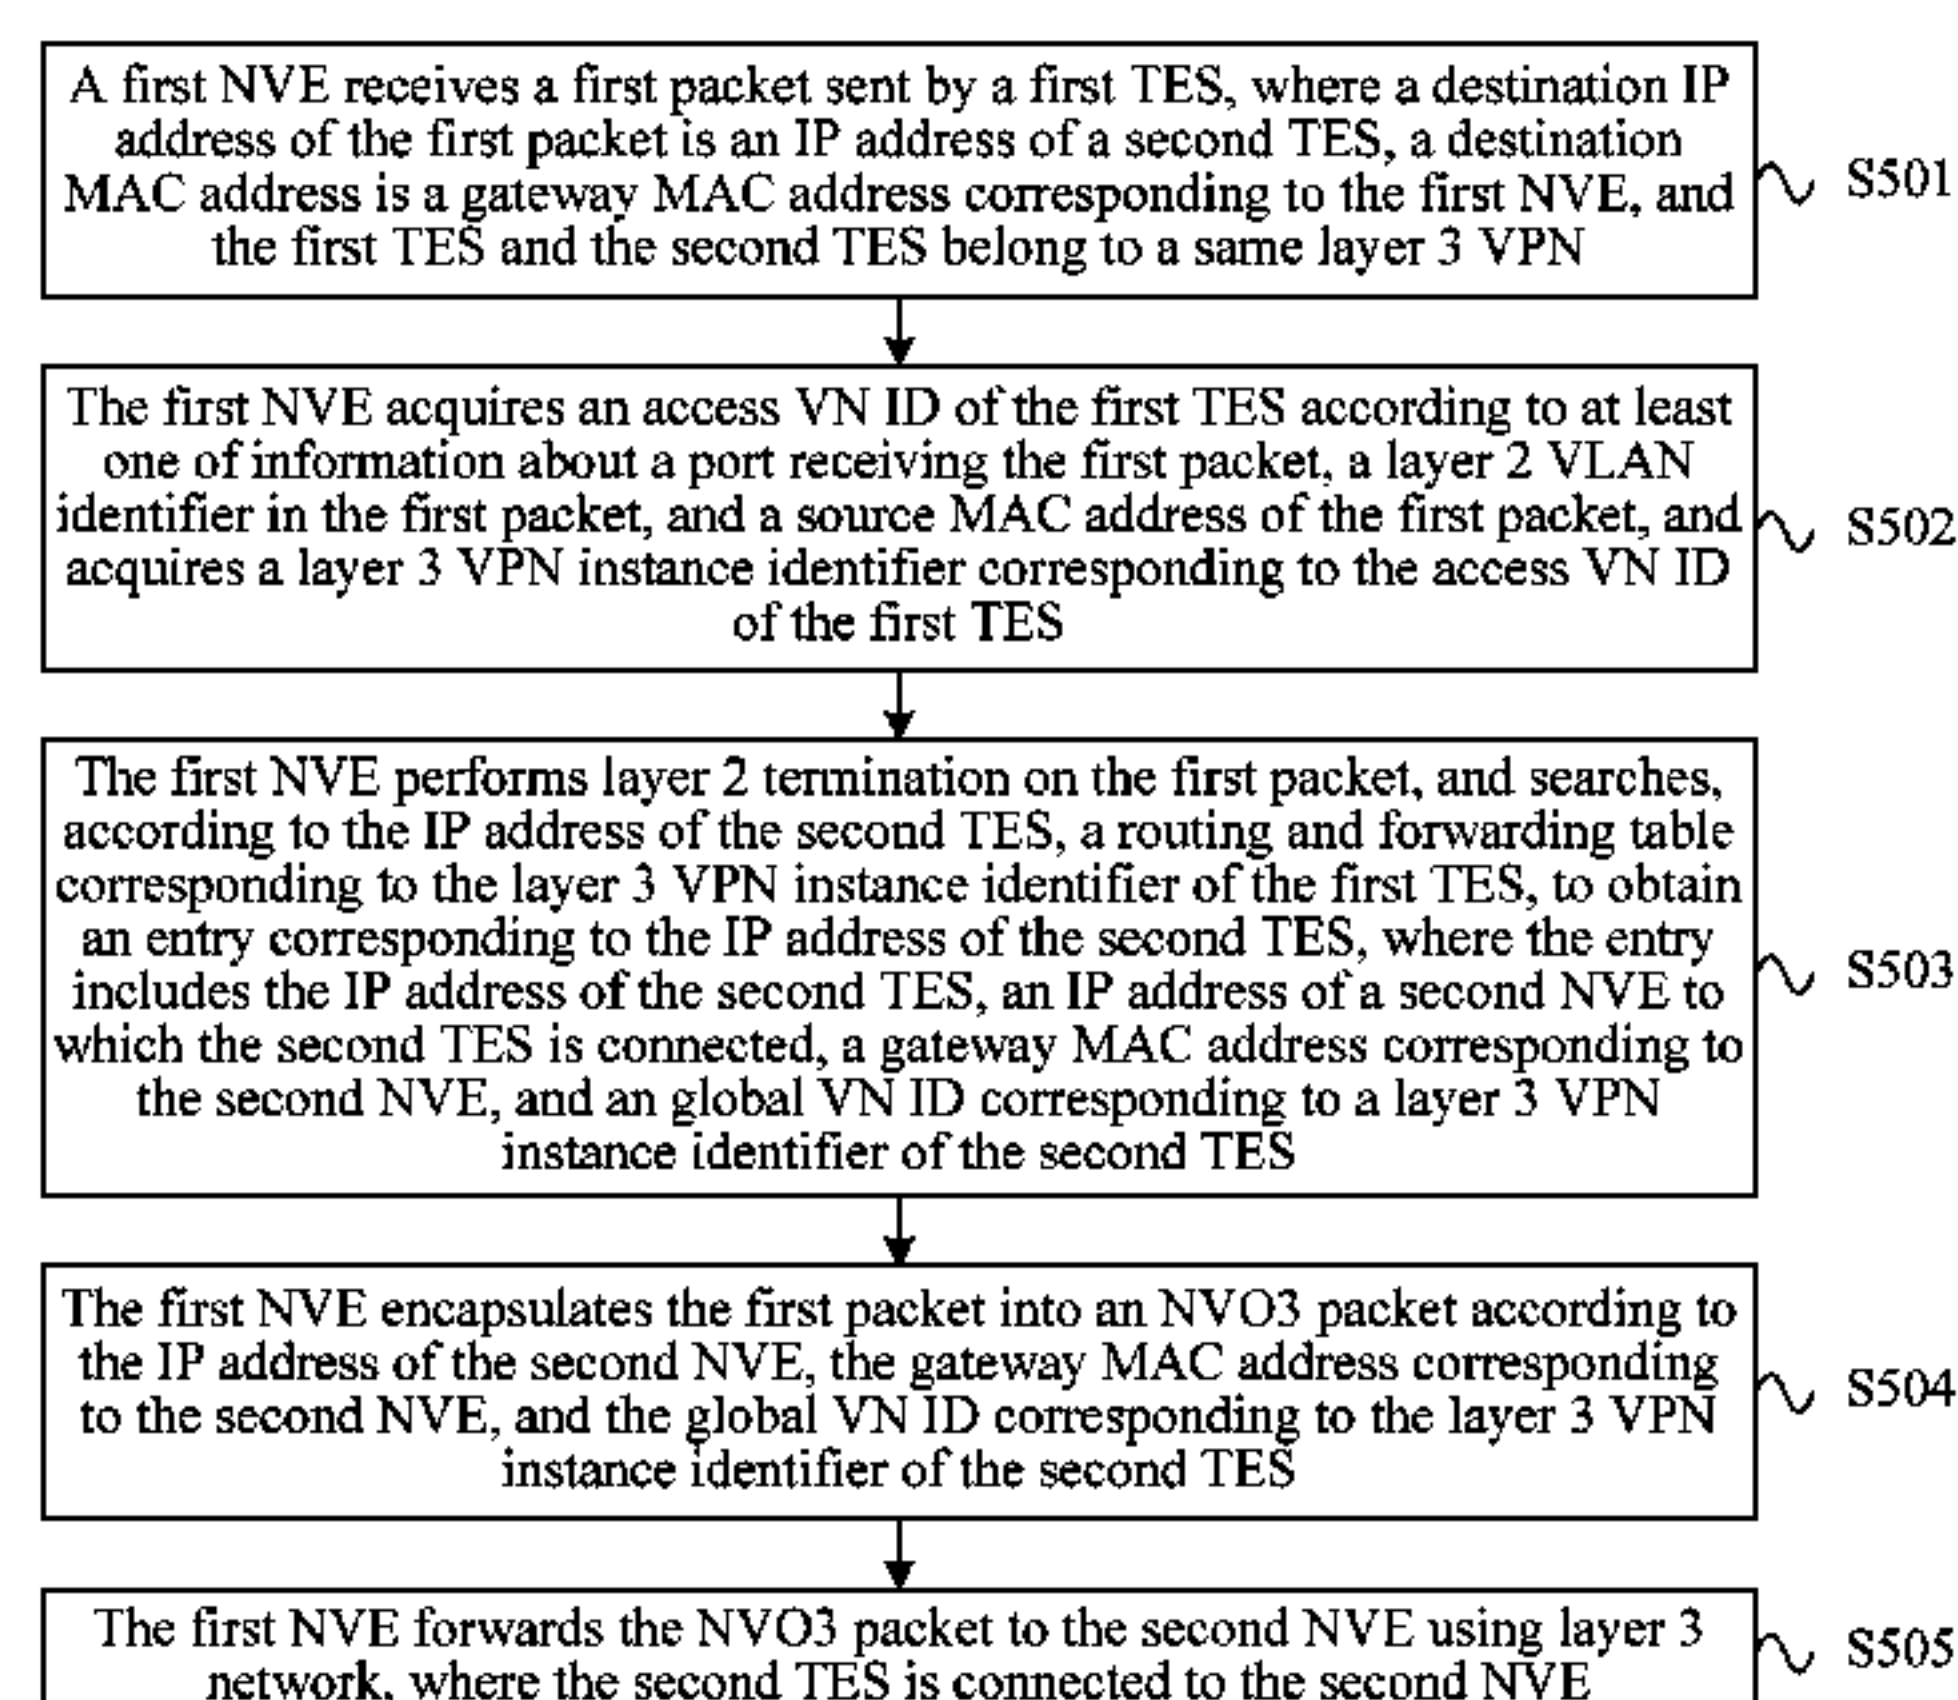 A first NVE receives a first packet sent by a first TES, where a destination IP
address of the first packet is an IP address of a second TES, a destination
MAC address is a gateway MAC address corresponding to the first NVE, and
the first TES and the second TES belong to a same layer 3 VPN
S501
The first NVE acquires an access VN ID of the first TES according to at least
one of information about a port receiving the first packet, a layer 2 VLAN
identifier in the first packet, and a source MAC address of the first packet, and
acquires a layer 3 VPN instance identifier corresponding to the access VN ID
of the first TES
S502
The first NVE performs layer 2 termination on the first packet, and searches,
according to the IP address of the second TES, a routing and forwarding table
corresponding to the layer 3 VPN instance identifier of the first TES, to obtain
an entry corresponding to the IP address of the second TES, where the entry
includes the IP address of the second TES, an IP address of a second NVE to
which the second TES is connected, a gateway MAC address corresponding to
the second NVE, and an global VN ID corresponding to a layer 3 VPN
instance identifier of the second TES
S503
The first NVE encapsulates the first packet into an NVO3 packet according to
the IP address of the second NVE, the gateway MAC address corresponding
to the second NVE, and the global VN ID corresponding to the layer 3 VPN
instance identifier of the second TES
S504
The first NVE forwards the NVO3 packet to the second NVE using layer 3
network, where the second TES is connected to the second NVE
S505